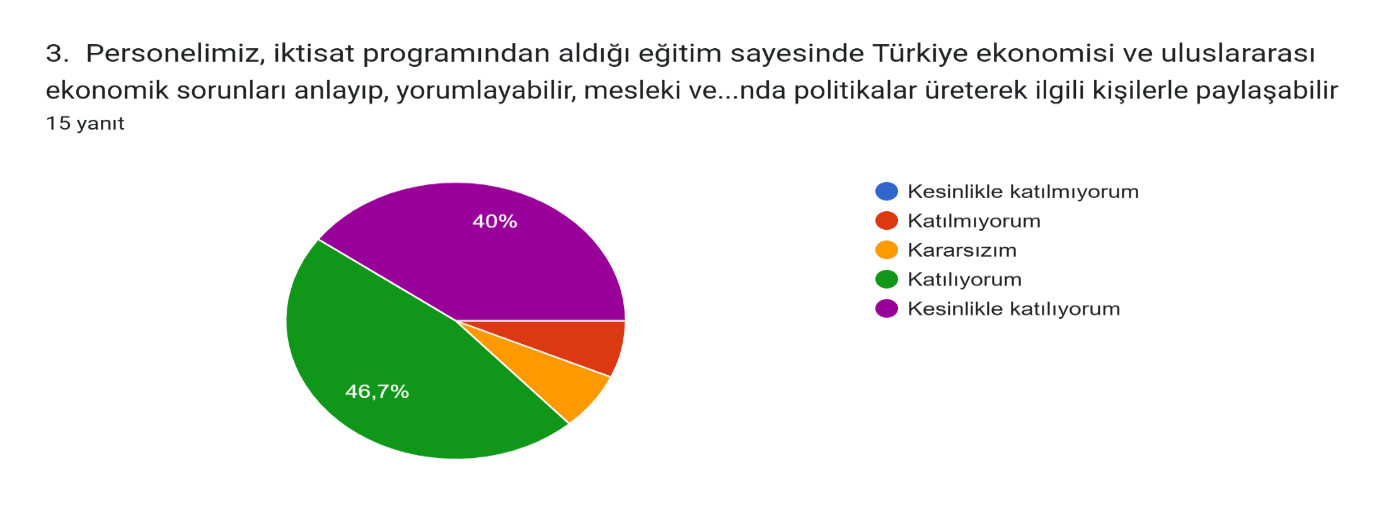 3. Personelimiz, iktisat programından aldığı eğitim sayesinde Türkiye ekonomisi ve uluslararası
ekonomik sorunları anlayıp, yorumlayabilir, mesleki ve...nda politikalar üreterek ilgili kişilerle paylaşabilir
15 yanıt
40%
46,7%
Kesinlikle katılmıyorum
Katılmıyorum
Kararsızım
Katılıyorum
Kesinlikle katılıyorum